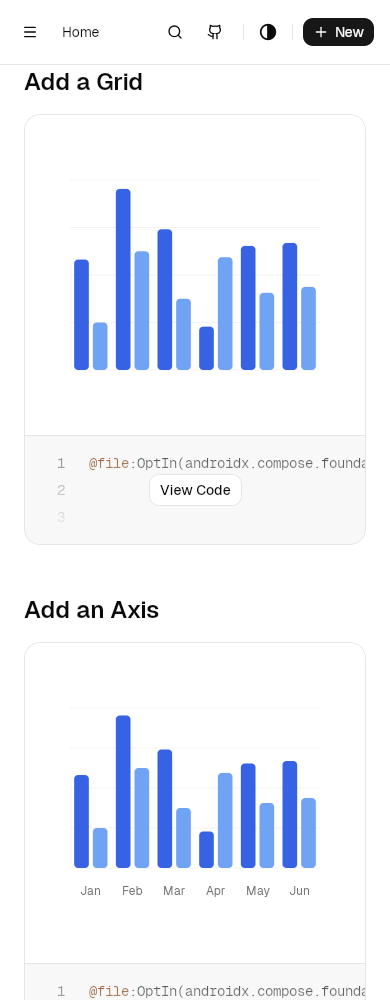 Home
New
Add a Grid
1 @file:OptIn(androidx.compose.founda
2
View Code
3
Add an Axis
Jan Feb Mar Apr May Jun
1 @file:OptIn(androidx.compose.founda